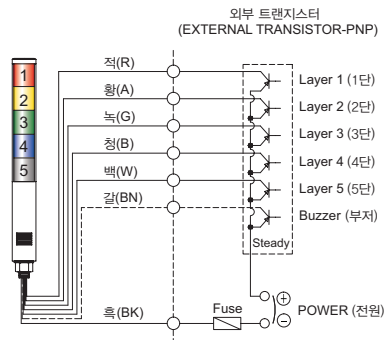 외부 트랜지스터
(EXTERNAL TRANSISTOR-PNP)
적(R)
Layer 1 (1단)
황(A)
Layer 2 (2단)
녹(G)
Layer 3 (3단)
청(B)
Layer 4 (4단)
백(W)
Layer 5 (5단)
갈(BN)
Buzzer (부저)
1
2
3
4
5
Steady
흑(BK)
Fuse
+
POWER (전원)
−